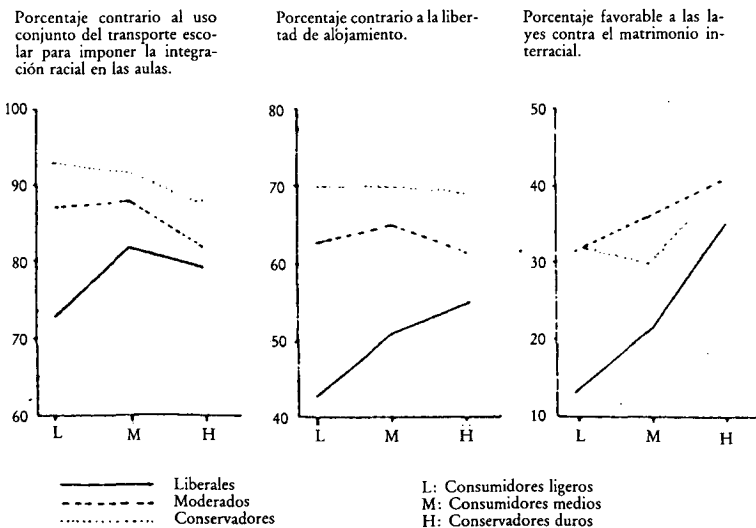 Porcentaje contrario al uso
conjunto del transporte esco-
lar para imponer la integra-
ción racial en las aulas.
Porcentaje contrario a la liber-
tad de alojamiento.
Porcentaje favorable a las la-
yes contra el matrimonio in-
terracial.
100
90
80
70
60
L M H
80
70
60
50
40
L M H
50
40
30
20
10
L M H
Liberales
Moderados
Conservadores
L: Consumidores ligeros
M: Consumidores medios
H: Conservadores duros